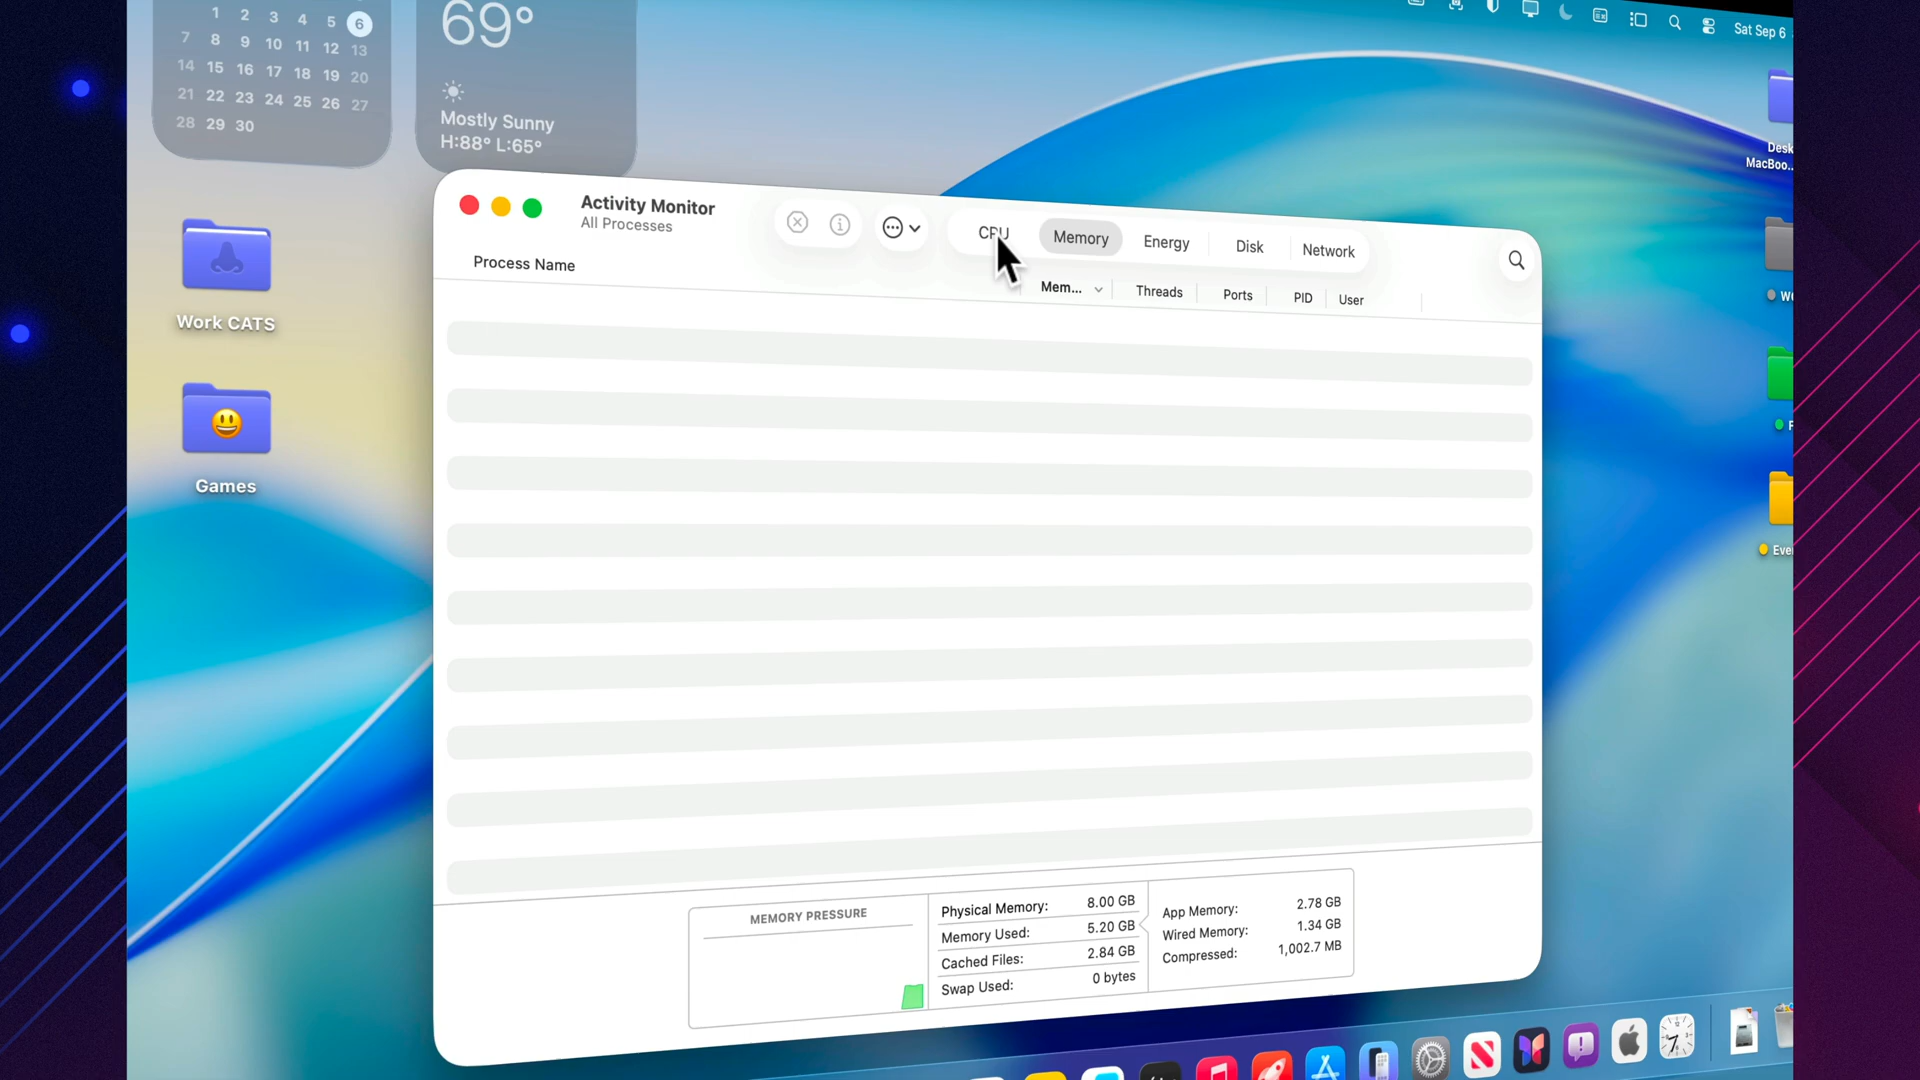 1 2 3 4 5 6
7 8 9 10 11 12 13
14 15 16 17 18 19 20
21 22 23 24 25 26 27
28 29 30
69°
Mostly Sunny
H:88° L:65°
Sat Sep 6
Desk
MacBoo...
Work CATS
Games
Eve
Activity Monitor
All Processes
CPU Memory Energy Disk Network
Process Name Mem... Threads Ports PID User
MEMORY PRESSURE
Physical Memory: 8.00 GB
Memory Used: 5.20 GB
Cached Files: 2.84 GB
Swap Used: 0 bytes
App Memory: 2.78 GB
Wired Memory: 1.34 GB
Compressed: 1,002.7 MB